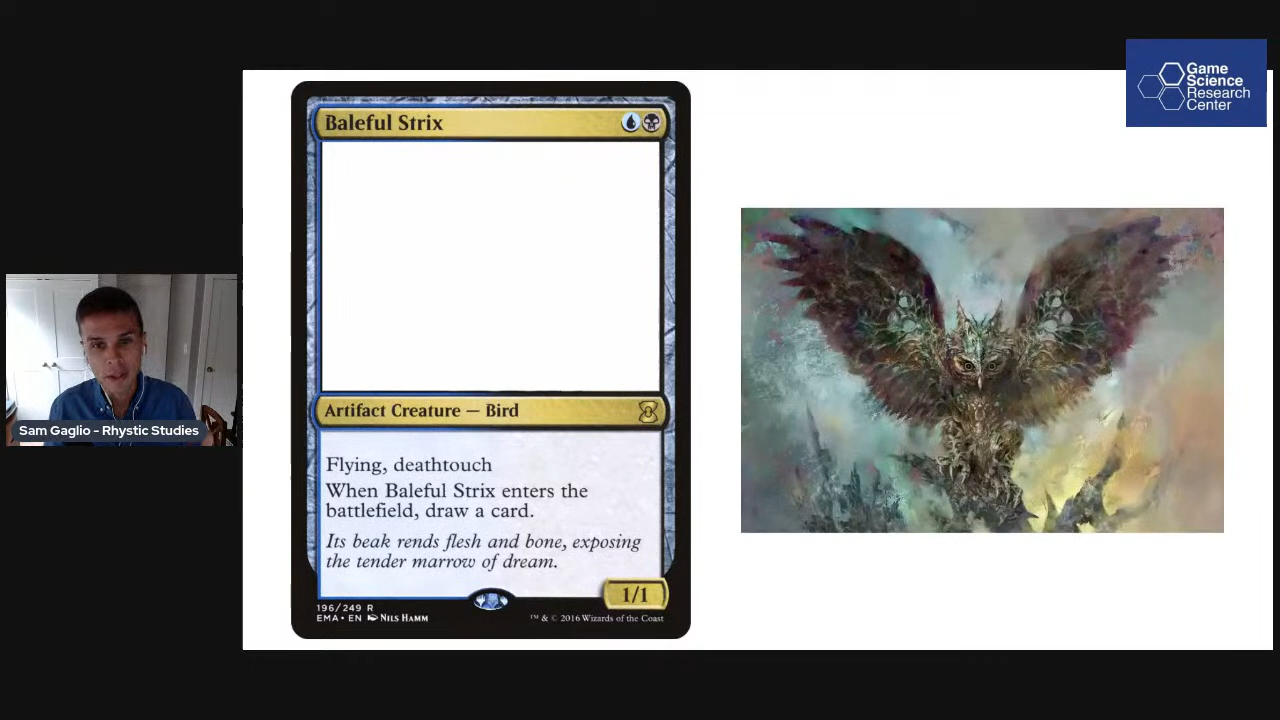 Game
Science
Research
Center
Baleful Strix
Artifact Creature — Bird
Flying, deathtouch
When Baleful Strix enters the
battlefield, draw a card.
Its beak rends flesh and bone, exposing
the tender marrow of dream.
1/1
196/249 R
EMA • EN Nils Hamm
™ & © 2016 Wizards of the Coast
Sam Gaglio - Rhystic Studies